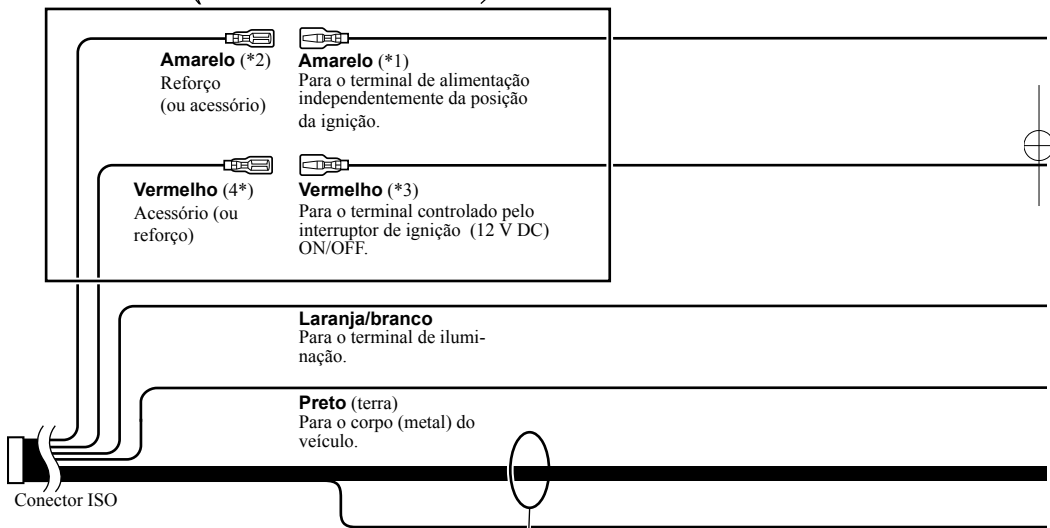 Amarelo (*2)
Reforço
(ou acessório)
Amarelo (*1)
Para o terminal de alimentação
independentemente da posição
da ignição.
Vermelho (4*)
Acessório (ou
reforço)
Vermelho (*3)
Para o terminal controlado pelo
interruptor de ignição (12 V DC)
ON/OFF.
Laranja/branco
Para o terminal de ilumi-
nação.
Preto (terra)
Para o corpo (metal) do
veículo.
Conector ISO